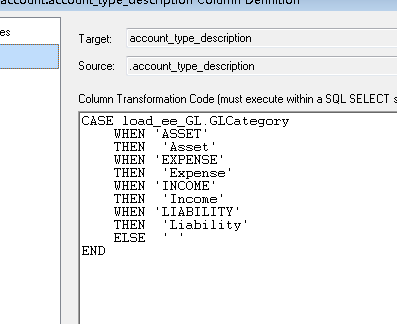 account.account_type_description Column Definition
es
Target: account_type_description
Source: .account_type_description
Column Transformation Code (must execute within a SQL SELECT s
CASE load_ee_GL.GLCategory
WHEN 'ASSET'
THEN 'Asset'
WHEN 'EXPENSE'
THEN 'Expense'
WHEN 'INCOME'
THEN 'Income'
WHEN 'LIABILITY'
THEN 'Liability'
ELSE ' '
END